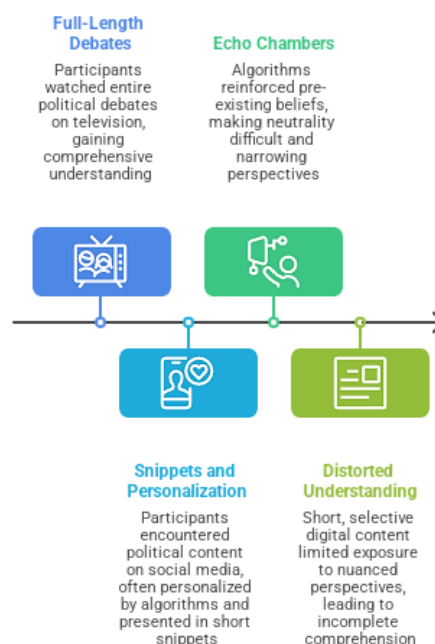 Full-Length
Debates
Participants
watched entire
political debates
on television,
gaining
comprehensive
understanding
Echo Chambers
Algorithms
reinforced pre-
existing beliefs,
making neutrality
difficult and
narrowing
perspectives
Snippets and
Personalization
Participants
encountered
political content
on social media,
often personalized
by algorithms and
presented in short
snippets
Distorted
Understanding
Short, selective
digital content
limited exposure
to nuanced
perspectives,
leading to
incomplete
comprehension